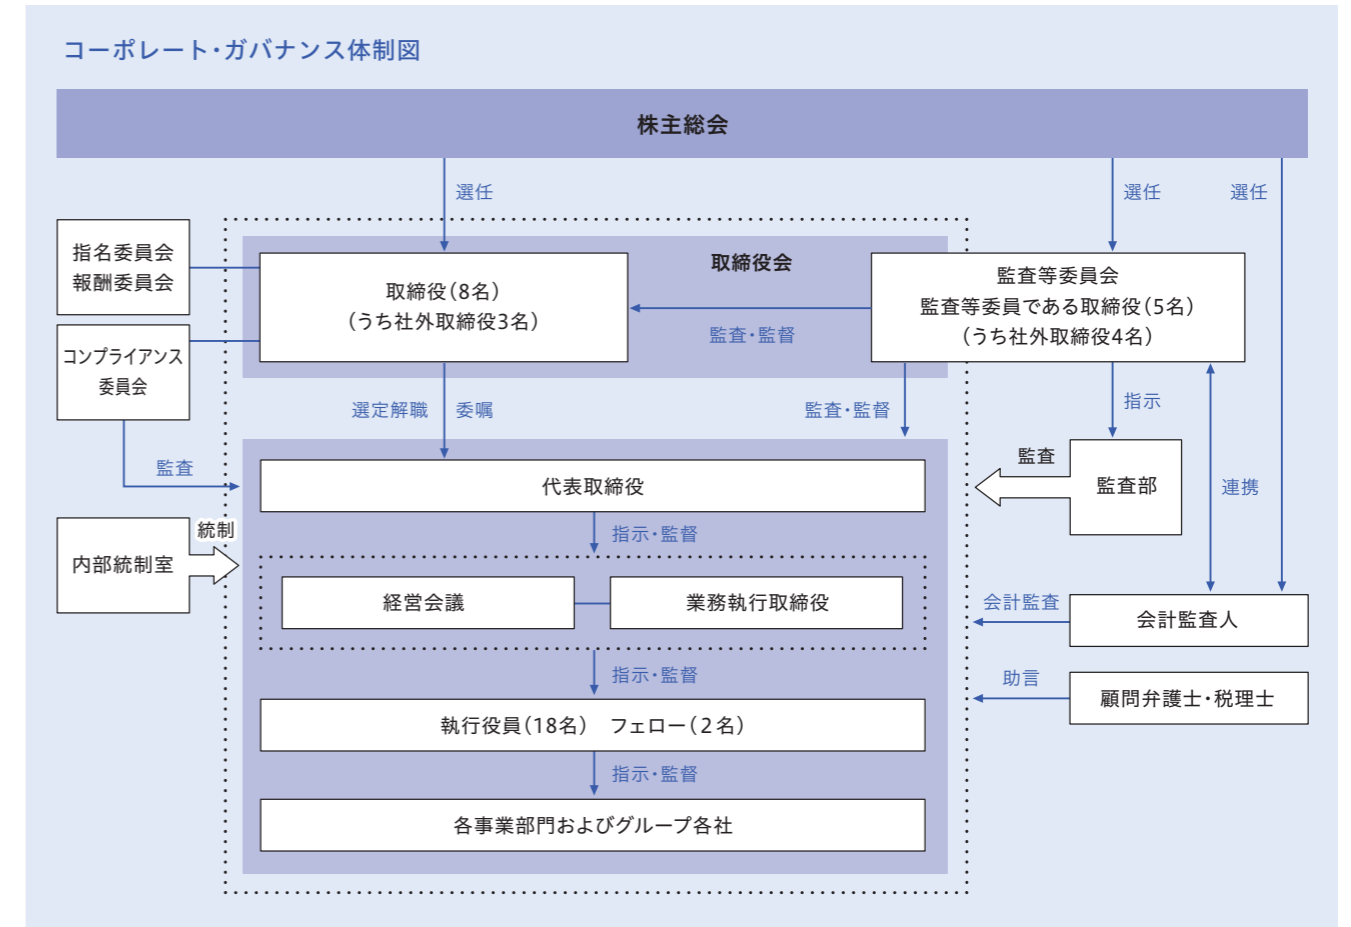 コーポレート・ガバナンス体制図
株主総会
選任
選任
選任
指名委員会
報酬委員会
取締役会
取締役(8名)
(うち社外取締役3名)
監査・監督
監査等委員会
監査等委員である取締役(5名)
(うち社外取締役4名)
コンプライアンス
委員会
選定解職
委嘱
監査・監督
指示
監査
監査
代表取締役
監査部
連携
統制
内部統制室
指示・監督
経営会議
業務執行取締役
会計監査
会計監査人
指示・監督
助言
顧問弁護士・税理士
執行役員(18名) フェロー(2名)
指示・監督
各事業部門およびグループ各社